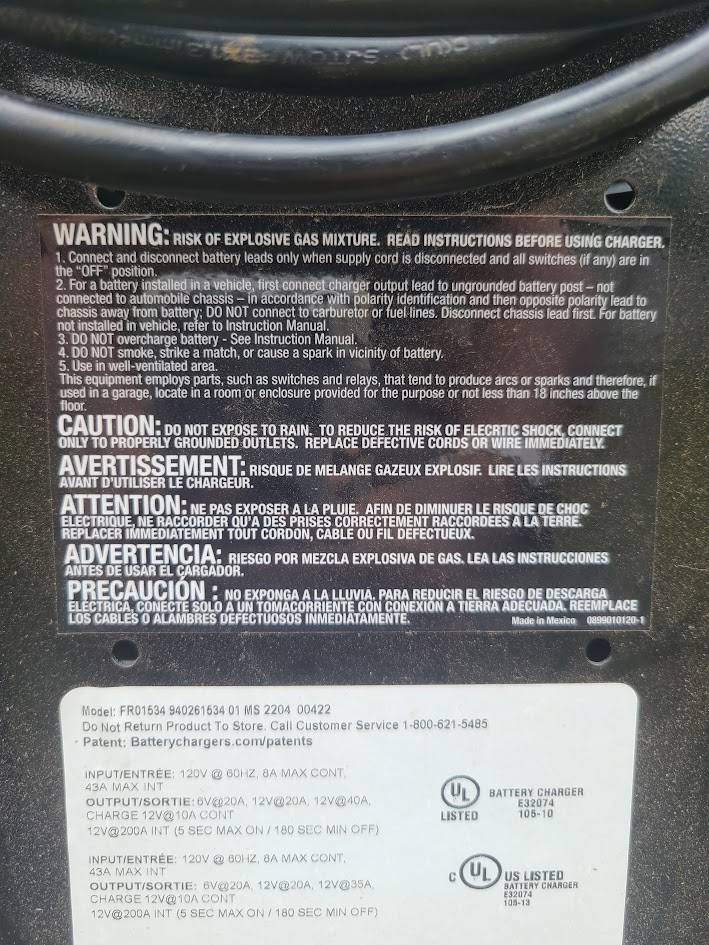 (UL) SJTOW
WARNING: RISK OF EXPLOSIVE GAS MIXTURE. READ INSTRUCTIONS BEFORE USING CHARGER.
1. Connect and disconnect battery leads only when supply cord is disconnected and all switches (if any) are in
the "OFF" position.
2. For a battery installed in a vehicle, first connect charger output lead to ungrounded battery post – not
connected to automobile chassis – in accordance with polarity identification and then opposite polarity lead to
chassis away from battery; DO NOT connect to carburetor or fuel lines. Disconnect chassis lead first. For battery
not installed in vehicle, refer to Instruction Manual.
3. DO NOT overcharge battery - See Instruction Manual.
4. DO NOT smoke, strike a match, or cause a spark in vicinity of battery.
5. Use in well-ventilated area.
This equipment employs parts, such as switches and relays, that tend to produce arcs or sparks and therefore, if
used in a garage, locate in a room or enclosure provided for the purpose or not less than 18 inches above the
floor.
CAUTION: DO NOT EXPOSE TO RAIN. TO REDUCE THE RISK OF ELECRTIC SHOCK, CONNECT
ONLY TO PROPERLY GROUNDED OUTLETS. REPLACE DEFECTIVE CORDS OR WIRE IMMEDIATELY.
AVERTISSEMENT: RISQUE DE MELANGE GAZEUX EXPLOSIF. LIRE LES INSTRUCTIONS
AVANT D'UTILISER LE CHARGEUR.
ATTENTION: NE PAS EXPOSER A LA PLUIE. AFIN DE DIMINUER LE RISQUE DE CHOC
ELECTRIQUE, NE RACCORDER QU'A DES PRISES CORRECTEMENT RACCORDEES A LA TERRE.
REPLACER IMMEDIATEMENT TOUT CORDON, CABLE OU FIL DEFECTUEUX.
ADVERTENCIA: RIESGO POR MEZCLA EXPLOSIVA DE GAS. LEA LAS INSTRUCCIONES
ANTES DE USAR EL CARGADOR.
PRECAUCIÓN : NO EXPONGA A LA LLUVIA. PARA REDUCIR EL RIESGO DE DESCARGA
ELÉCTRICA, CONECTE SOLO A UN TOMACORRIENTE CON CONEXIÓN A TIERRA ADECUADA. REEMPLACE
LOS CABLES O ALAMBRES DEFECTUOSOS INMEDIATAMENTE. Made in Mexico 0899010120-1
Model: FR01534 940261534 01 MS 2204 00422
Do Not Return Product To Store. Call Customer Service 1-800-621-5485
Patent: Batterychargers.com/patents
INPUT/ENTRÉE: 120V @ 60HZ, 8A MAX CONT,
43A MAX INT
OUTPUT/SORTIE: 6V@20A, 12V@20A, 12V@40A,
CHARGE 12V@10A CONT
12V@200A INT (5 SEC MAX ON / 180 SEC MIN OFF)
UL
LISTED
BATTERY CHARGER
E32074
105-10
INPUT/ENTRÉE: 120V @ 60HZ, 8A MAX CONT,
43A MAX INT
OUTPUT/SORTIE: 6V@20A, 12V@20A, 12V@35A,
CHARGE 12V@10A CONT
12V@200A INT (5 SEC MAX ON / 180 SEC MIN OFF)
C UL US LISTED
BATTERY CHARGER
E32074
105-13